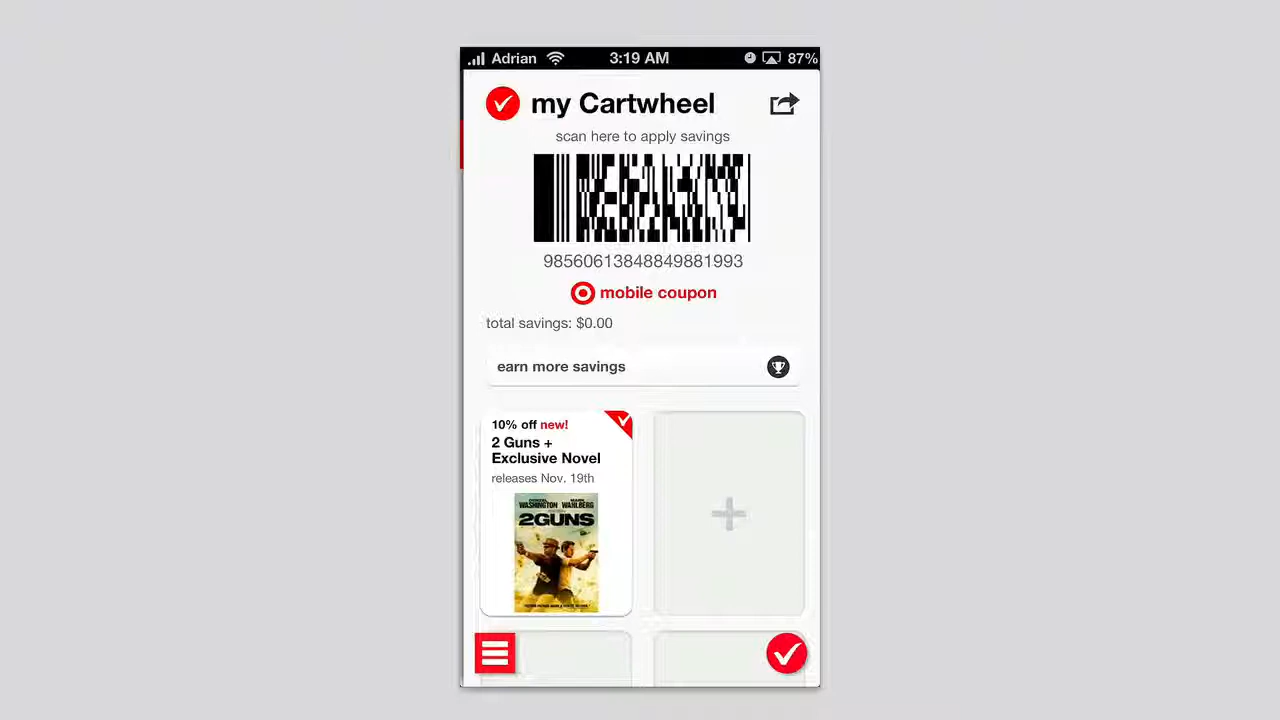 Adrian 3:19 AM 87%
my Cartwheel
scan here to apply savings
98560613848849881993
mobile coupon
total savings: $0.00
earn more savings
10% off new!
2 Guns +
Exclusive Novel
releases Nov. 19th
WASHINGTON WAHLBERG
2GUNS